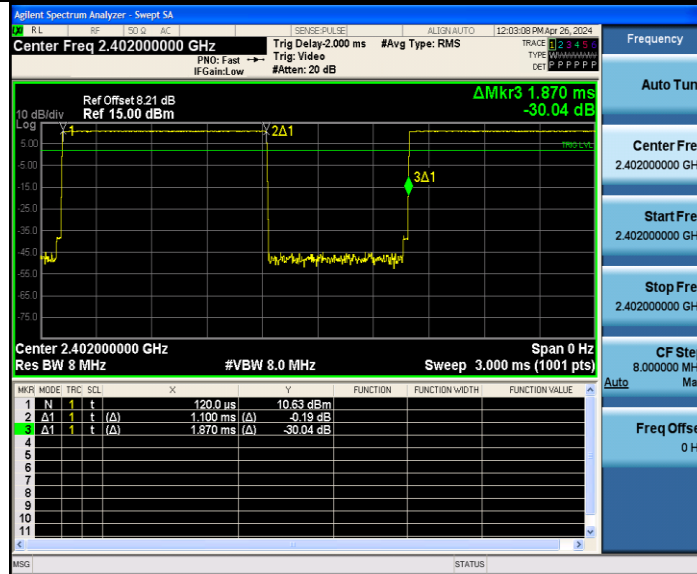 Agilent Spectrum Analyzer - Swept SA
RL RF 50 Ω AC SENSE:PULSE ALIGN AUTO 12:03:08 PM Apr 26, 2024
Center Freq 2.402000000 GHz
PNO: Fast
IFGain:Low
Trig Delay-2.000 ms
Trig: Video
#Atten: 20 dB
#Avg Type: RMS
TRACE 1 2 3 4 5 6
TYPE
DET P P P P P P
Ref Offset 8.21 dB
Ref 15.00 dBm
ΔMkr3 1.870 ms
-30.04 dB
10 dB/div
Log
1
2Δ1
3Δ1
TRIG LVL
5.00
-5.00
-15.0
-25.0
-35.0
-45.0
-55.0
-65.0
-75.0
Center 2.402000000 GHz
Span 0 Hz
Res BW 8 MHz
#VBW 8.0 MHz
Sweep 3.000 ms (1001 pts)
MKR MODE TRC SCL X Y FUNCTION FUNCTION WIDTH FUNCTION VALUE
1 N 1 t 120.0 us 10.63 dBm
2 Δ1 1 t (Δ) 1.100 ms (Δ) -0.19 dB
3 Δ1 1 t (Δ) 1.870 ms (Δ) -30.04 dB
4
5
6
7
8
9
10
11
MSG
STATUS
Frequency
Auto Tun
Center Fre
2.402000000 GH
Start Fre
2.402000000 GH
Stop Fre
2.402000000 GH
CF Ste
8.000000 MH
Auto Ma
Freq Offse
0 H